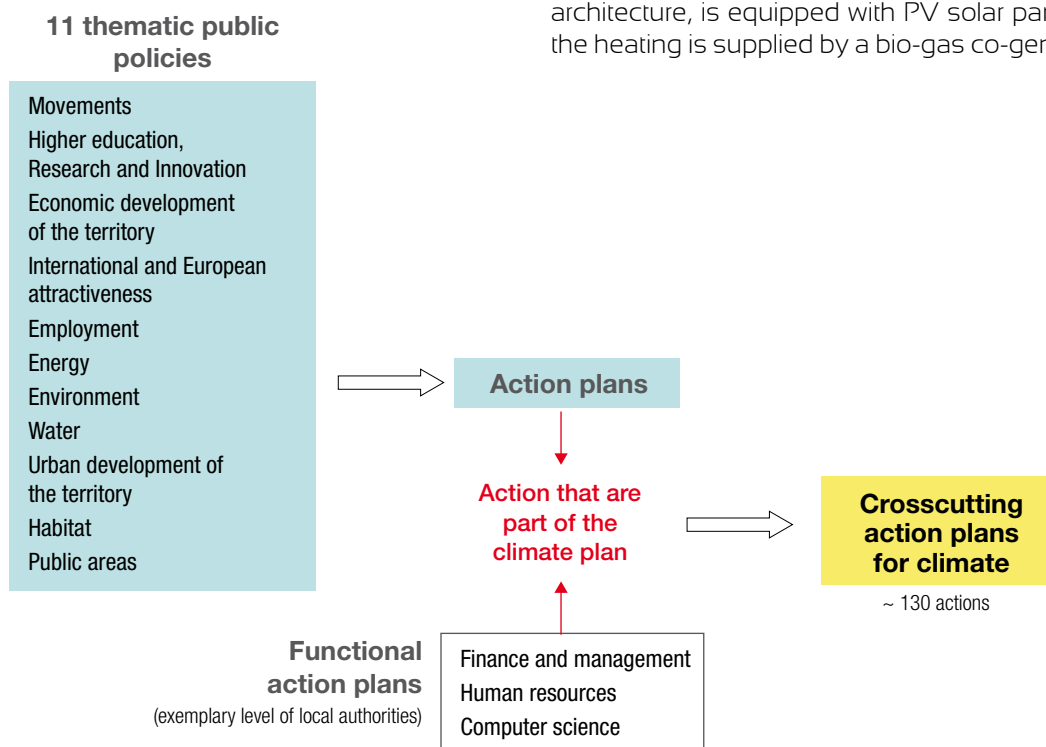 architecture, is equipped with PV solar
the heating is supplied by a bio-gas
11 thematic public
policies
Movements
Higher education,
Research and Innovation
Economic development
of the territory
International and European
attractiveness
Employment
Energy
Environment
Water
Urban development of
the territory
Habitat
Public areas
Action plans
Action that are
part of the
climate plan
Crosscutting
action plans
for climate
~ 130 actions
Functional
action plans
(exemplary level of local authorities)
Finance and management
Human resources
Computer science